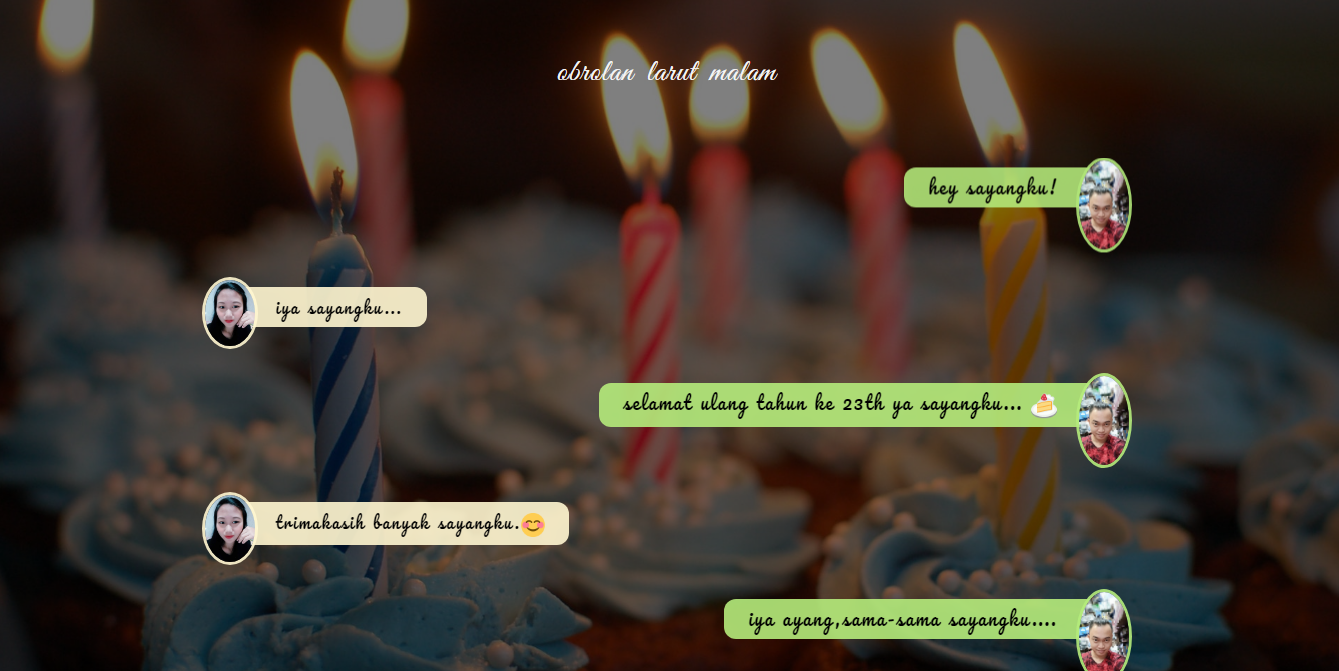 obrolan larut malam
hey sayangku!
iya sayangku...
selamat ulang tahun ke 23th ya sayangku... 🍰
trimakasih banyak sayangku.😊
iya ayang,sama-sama sayangku....